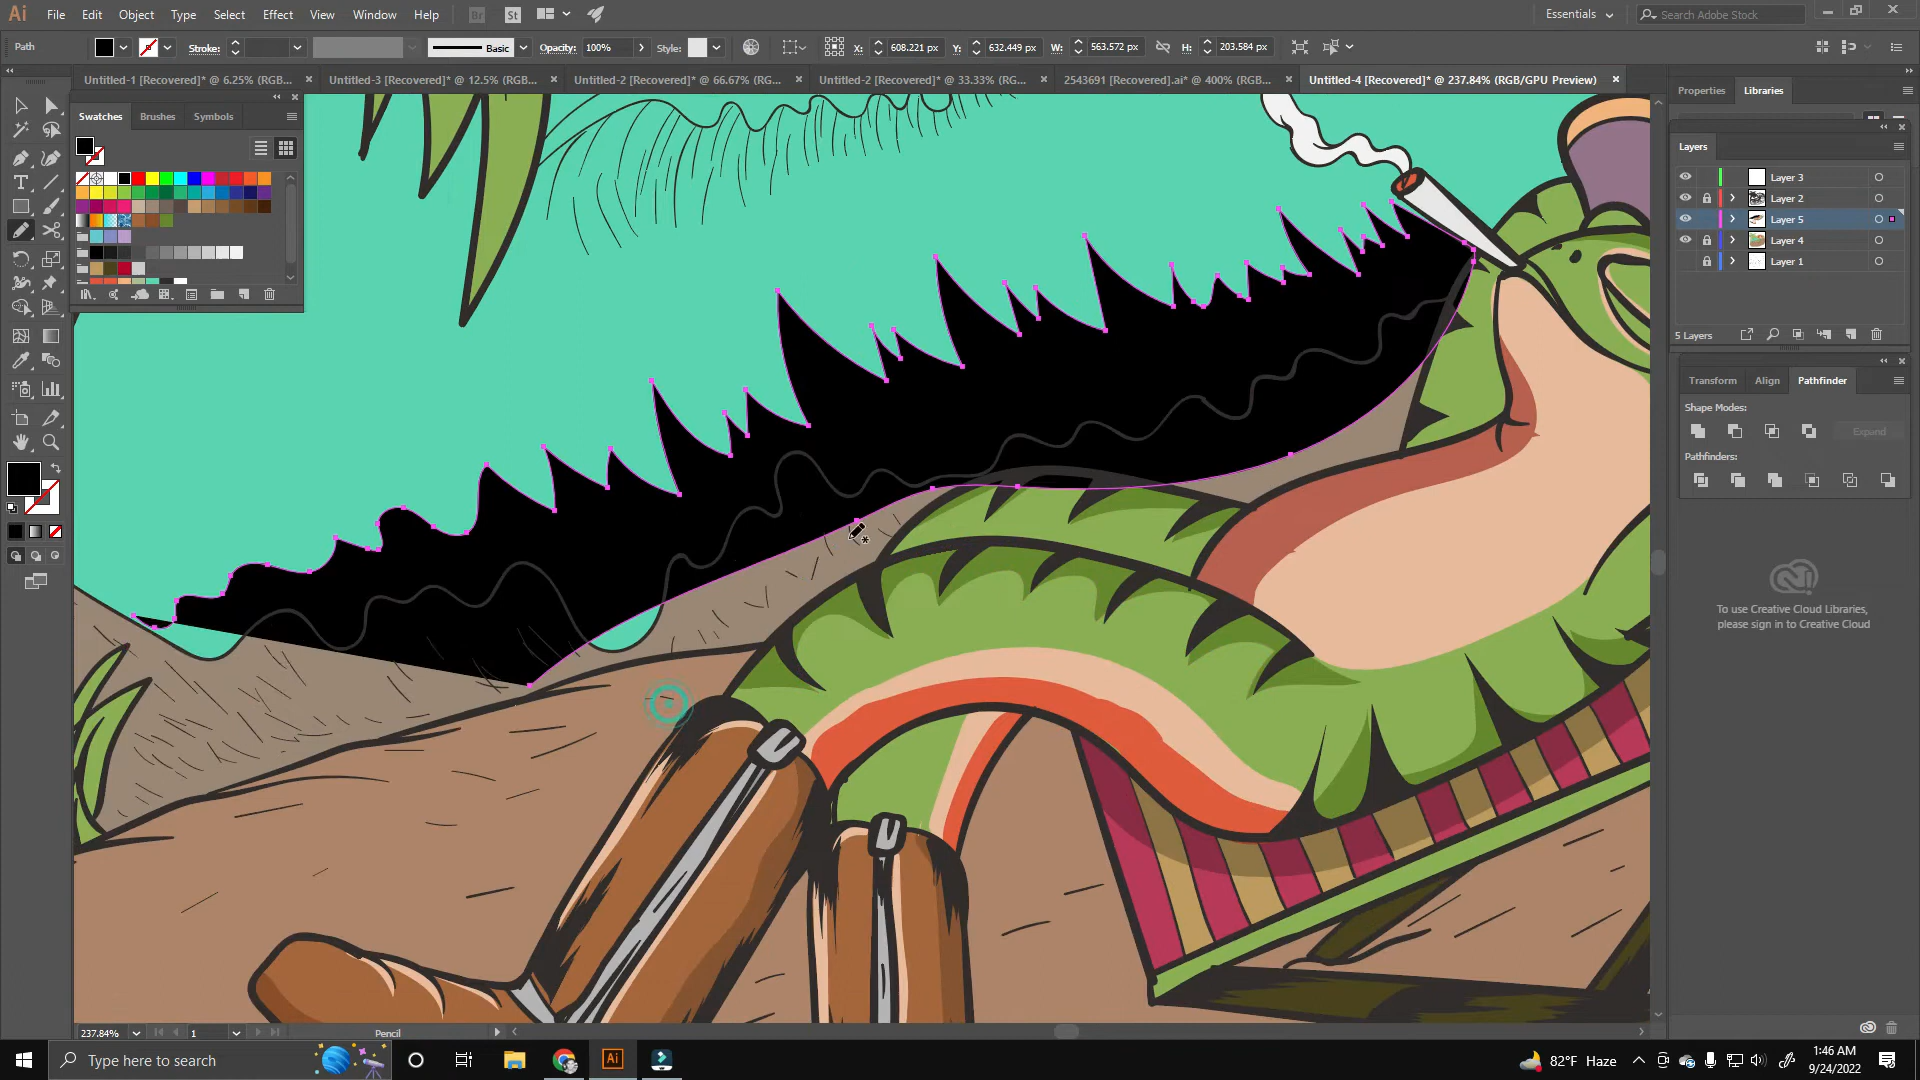 Ai File Edit Object Type Select Effect View Window Help Br St Essentials Search Adobe Stock
Path Stroke: Basic Opacity: 100% Style: X: 608.221 px Y: 632.449 px W: 563.572 px H: 203.584 px
Untitled-1 [Recovered]* @ 6.25% (RGB... × Untitled-3 [Recovered]* @ 12.5% (RGB... × Untitled-2 [Recovered]* @ 66.67% (RG... × Untitled-2 [Recovered]* @ 33.33% (RG... × 2543691 [Recovered].ai* @ 400% (RGB... × Untitled-4 [Recovered]* @ 237.84% (RGB/GPU Preview) ×
Properties Libraries
Swatches Brushes Symbols
Layers
Layer 3
Layer 2
Layer 5
Layer 4
Layer 1
5 Layers
Transform Align Pathfinder
Shape Modes:
Expand
Pathfinders:
To use Creative Cloud Libraries,
please sign in to Creative Cloud
237.84% 1 Pencil
Type here to search
Ai
82°F Haze
1:46 AM
9/24/2022